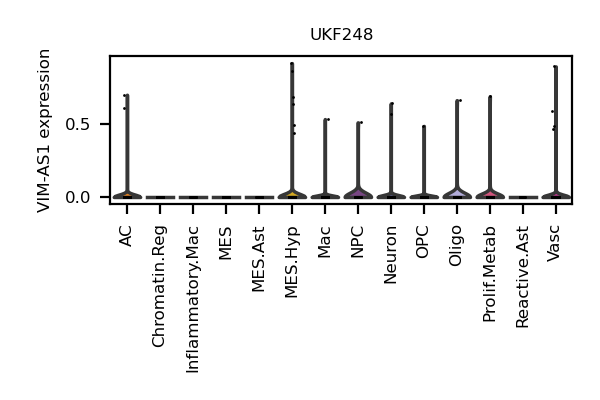 UKF248
VIM-AS1 expression
0.5
0.0
AC
Chromatin.Reg
Inflammatory.Mac
MES
MES.Ast
MES.Hyp
Mac
NPC
Neuron
OPC
Oligo
Prolif.Metab
Reactive.Ast
Vasc